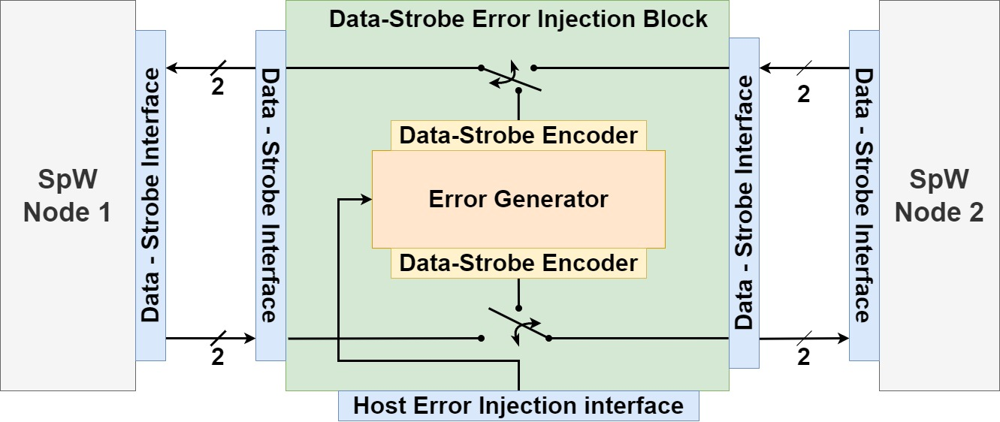 Data-Strobe Error Injection Block
2
2
Data - Strobe Interface
Data - Strobe Interface
Data - Strobe Interface
Data - Strobe Interface
Data-Strobe Encoder
SpW
Node 1
Error Generator
SpW
Node 2
Data-Strobe Encoder
2
2
Host Error Injection interface